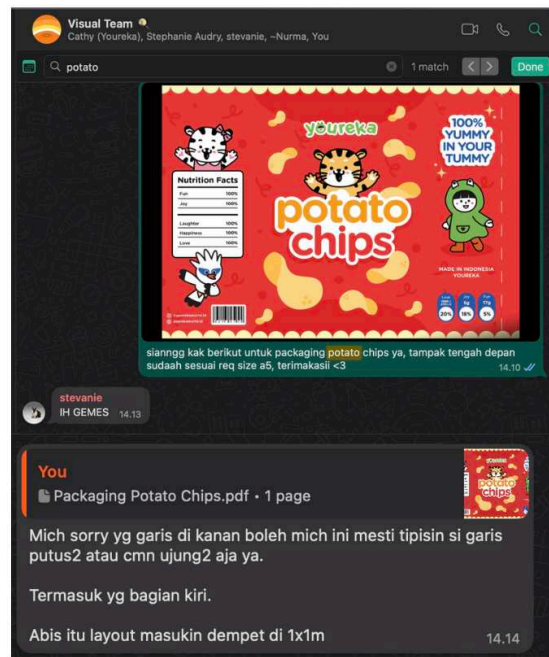 Visual Team
Cathy (Youreka), Stephanie Audry, stevanie, ~Nurma, You
potato
1 match
Done
youreka
potato
chips
Nutrition Facts
Fun 100%
Joy 100%
Laughter 100%
Happiness 100%
Love 100%
100%
YUMMY
IN YOUR
TUMMY
MADE IN INDONESIA
YOUREKA
20% 18% 5%
sianngg kak berikut untuk packaging potato chips ya, tampak tengah depan
sudaah sesuai req size a5, terimakasii <3
14.10
stevanie
IH GEMES 14.13
You
Packaging Potato Chips.pdf • 1 page
youreka
potato
chips
Mich sorry yg garis di kanan boleh mich ini mesti tipisin si garis
putus2 atau cmn ujung2 aja ya.
Termasuk yg bagian kiri.
Abis itu layout masukin dempet di 1x1m
14.14